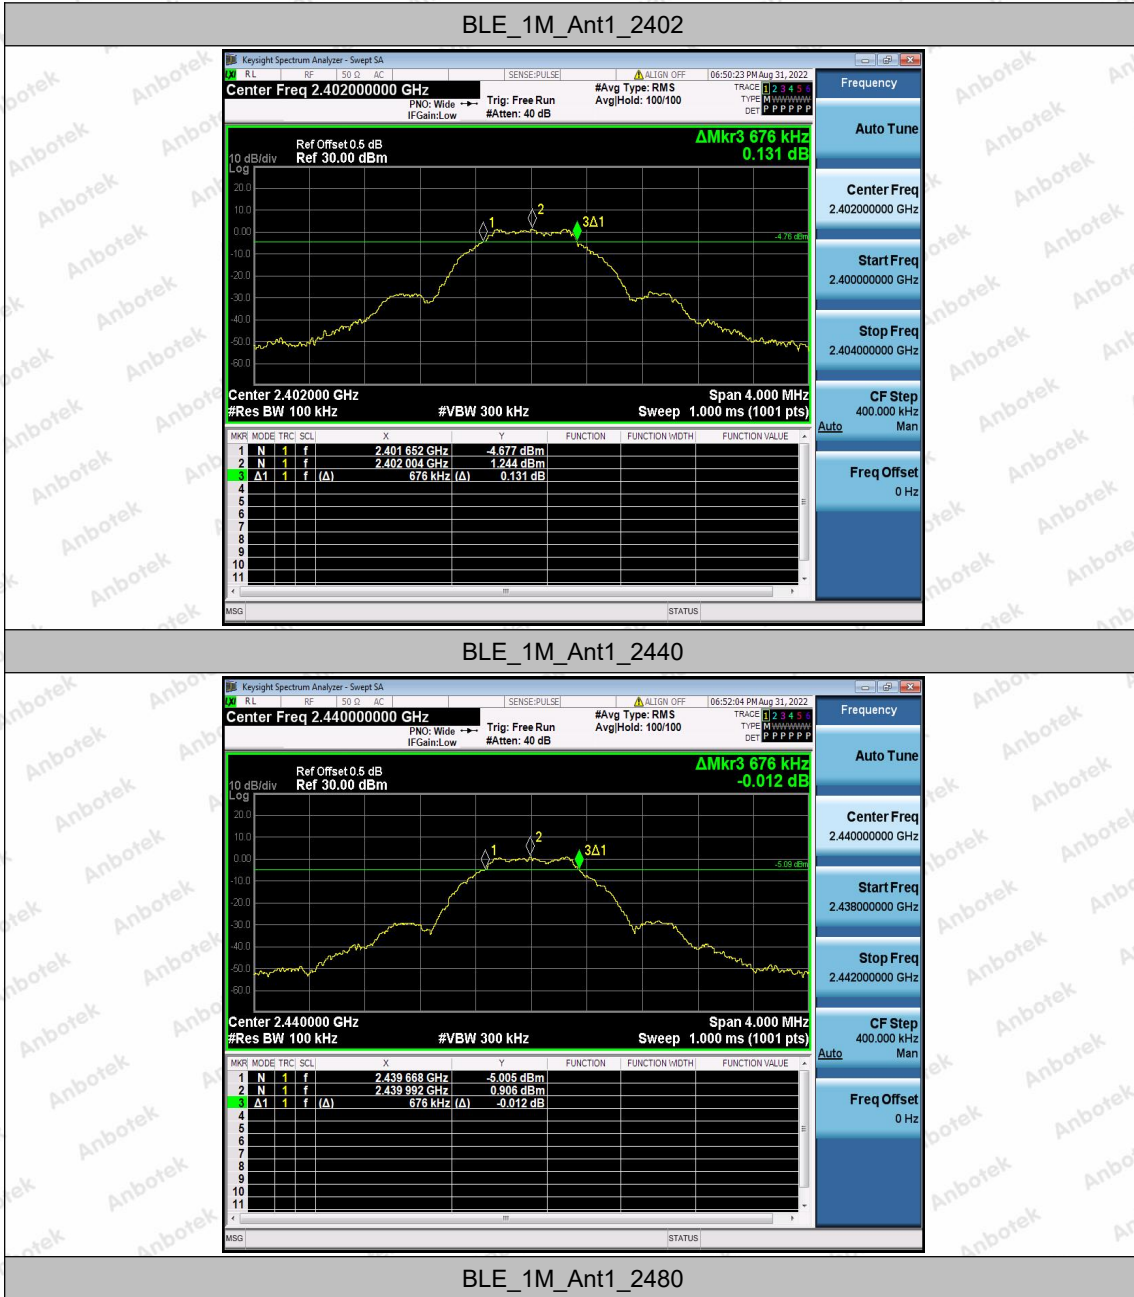 BLE_1M_Ant1_2402
Keysight Spectrum Analyzer - Swept SA
LXI RL RF 50 Ω AC SENSE:PULSE ALIGN OFF 06:50:23 PM Aug 31, 2022
Center Freq 2.402000000 GHz
PNO: Wide
IFGain:Low
Trig: Free Run
#Atten: 40 dB
#Avg Type: RMS
Avg|Hold: 100/100
TRACE 1 2 3 4 5 6
TYPE M W W W W W
DET P P P P P P
Ref Offset 0.5 dB
Ref 30.00 dBm
10 dB/div
Log
ΔMkr3 676 kHz
0.131 dB
20.0
10.0
0.00
-10.0
-20.0
-30.0
-40.0
-50.0
-60.0
1
2
3Δ1
-4.76 dBm
Center 2.402000 GHz Span 4.000 MHz
#Res BW 100 kHz #VBW 300 kHz Sweep 1.000 ms (1001 pts)
MKR MODE TRC SCL X Y FUNCTION FUNCTION WIDTH FUNCTION VALUE
1 N 1 f 2.401 652 GHz -4.677 dBm
2 N 1 f 2.402 004 GHz 1.244 dBm
3 Δ1 1 f (Δ) 676 kHz (Δ) 0.131 dB
4
5
6
7
8
9
10
11
MSG STATUS
Frequency
Auto Tune
Center Freq
2.402000000 GHz
Start Freq
2.400000000 GHz
Stop Freq
2.404000000 GHz
CF Step
400.000 kHz
Auto Man
Freq Offset
0 Hz
BLE_1M_Ant1_2440
Keysight Spectrum Analyzer - Swept SA
LXI RL RF 50 Ω AC SENSE:PULSE ALIGN OFF 06:52:04 PM Aug 31, 2022
Center Freq 2.440000000 GHz
PNO: Wide
IFGain:Low
Trig: Free Run
#Atten: 40 dB
#Avg Type: RMS
Avg|Hold: 100/100
TRACE 1 2 3 4 5 6
TYPE M W W W W W
DET P P P P P P
Ref Offset 0.5 dB
Ref 30.00 dBm
10 dB/div
Log
ΔMkr3 676 kHz
-0.012 dB
20.0
10.0
0.00
-10.0
-20.0
-30.0
-40.0
-50.0
-60.0
1
2
3Δ1
-5.09 dBm
Center 2.440000 GHz Span 4.000 MHz
#Res BW 100 kHz #VBW 300 kHz Sweep 1.000 ms (1001 pts)
MKR MODE TRC SCL X Y FUNCTION FUNCTION WIDTH FUNCTION VALUE
1 N 1 f 2.439 668 GHz -5.005 dBm
2 N 1 f 2.439 992 GHz 0.906 dBm
3 Δ1 1 f (Δ) 676 kHz (Δ) -0.012 dB
4
5
6
7
8
9
10
11
MSG STATUS
Frequency
Auto Tune
Center Freq
2.440000000 GHz
Start Freq
2.438000000 GHz
Stop Freq
2.442000000 GHz
CF Step
400.000 kHz
Auto Man
Freq Offset
0 Hz
BLE_1M_Ant1_2480
Anbotek